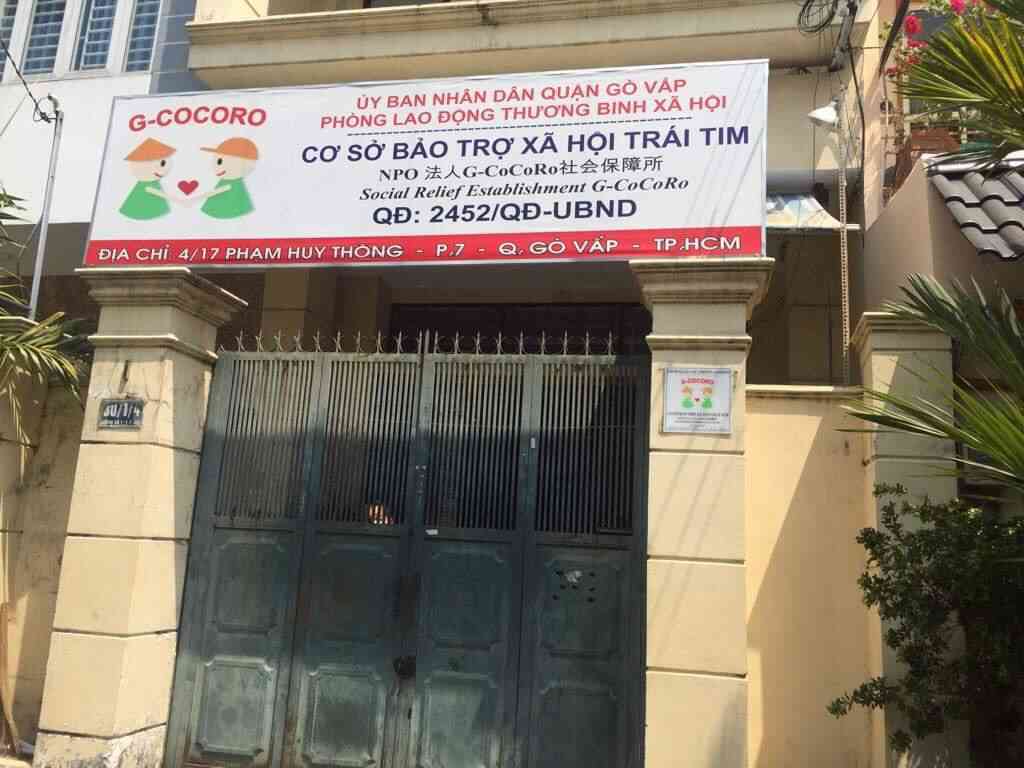 G-COCORO
ỦY BAN NHÂN DÂN QUẬN GÒ VẤP
PHÒNG LAO ĐỘNG THƯƠNG BINH XÃ HỘI
CƠ SỞ BẢO TRỢ XÃ HỘI TRÁI TIM
NPO 法人G-CoCoRo社会保障所
Social Relief Establishment G-CoCoRo
QĐ: 2452/QĐ-UBND
ĐỊA CHỈ 4/17 PHẠM HUY THÔNG - P,7 - Q, GÒ VẤP - TP,HCM
G-COCORO